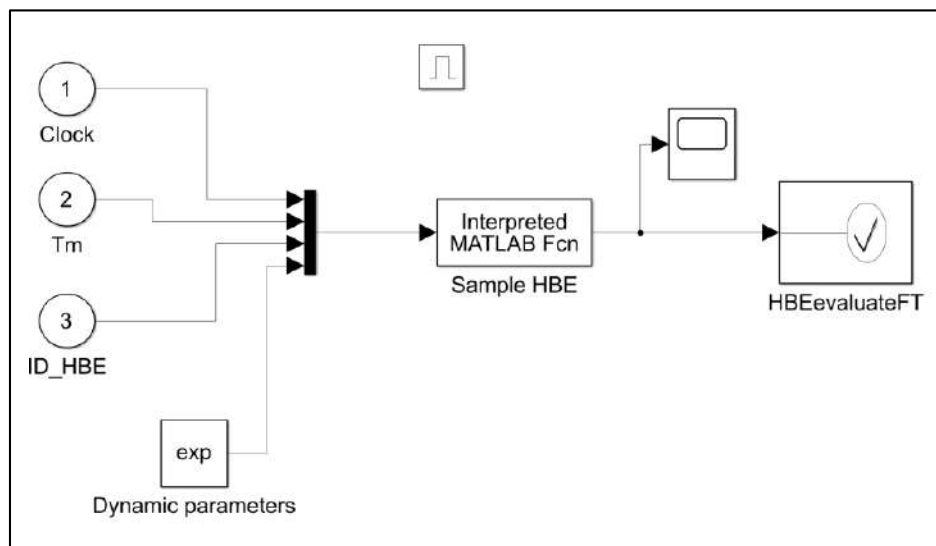 1
Clock
2
Tm
3
ID_HBE
exp
Dynamic parameters
Interpreted
MATLAB Fcn
Sample HBE
HBEevaluateFT